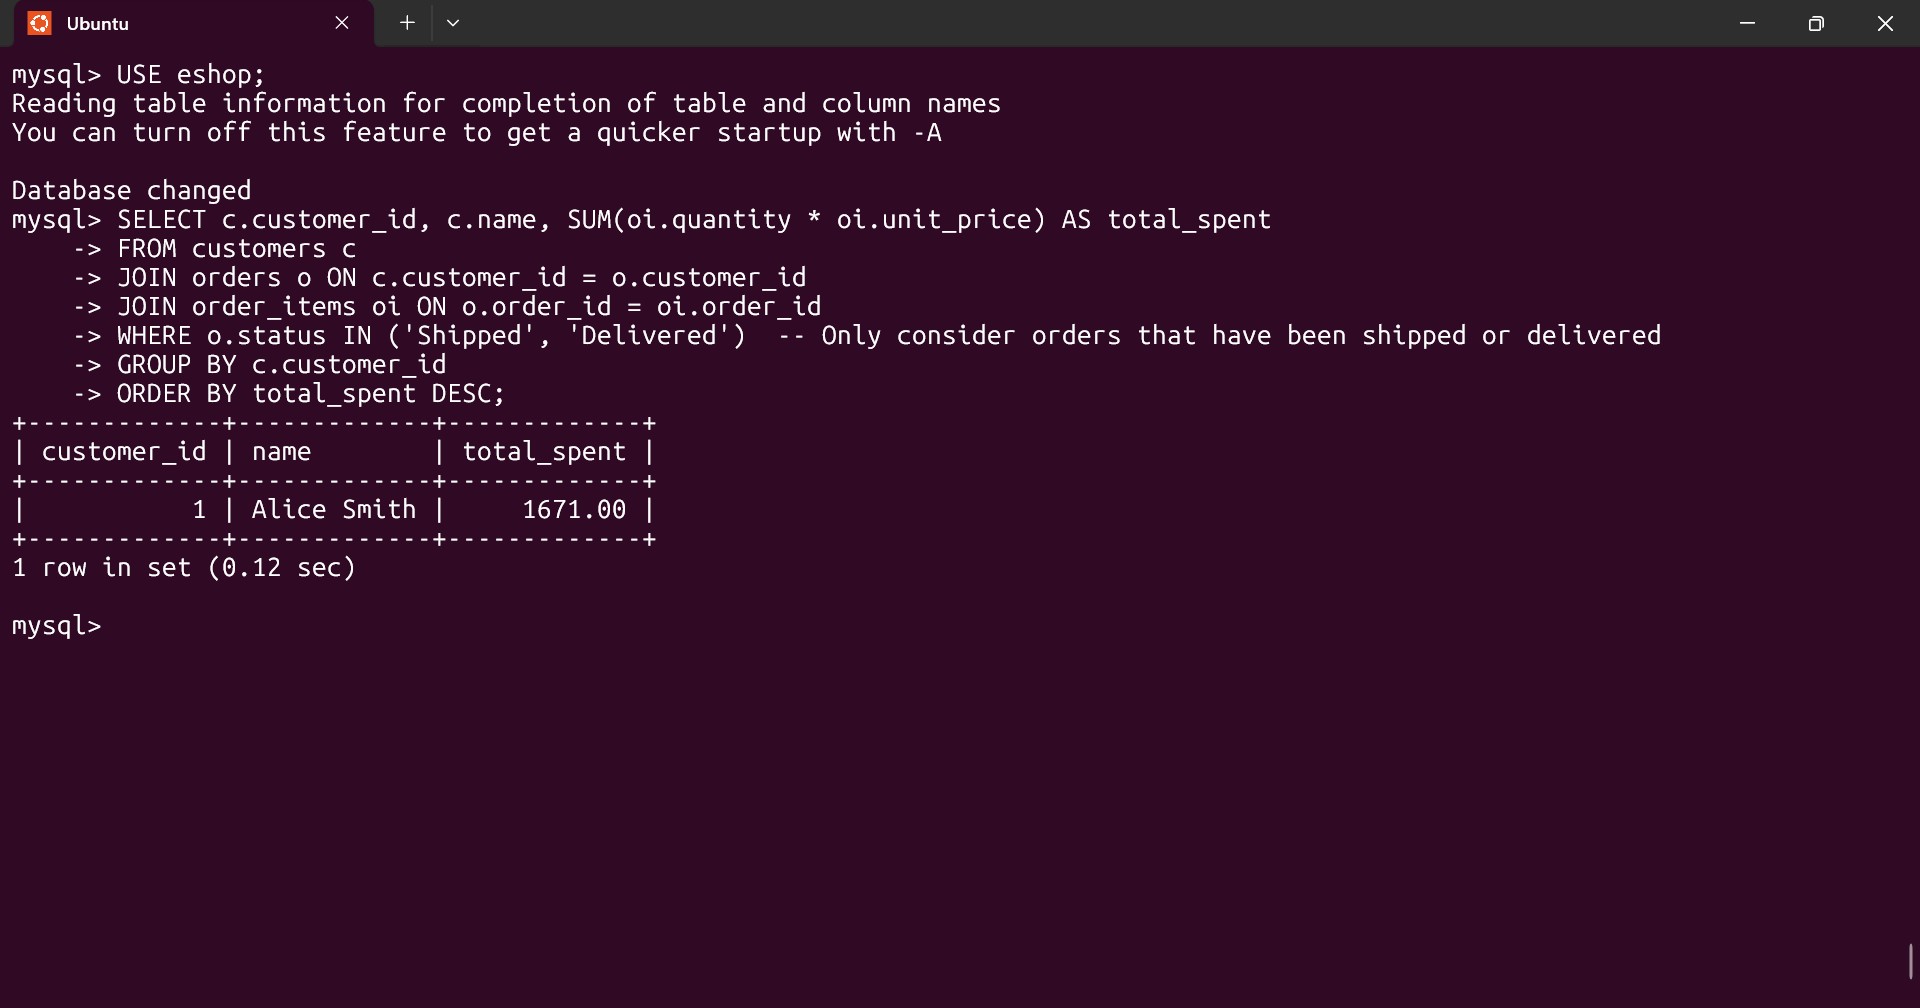 Ubuntu
mysql> USE eshop;
Reading table information for completion of table and column names
You can turn off this feature to get a quicker startup with -A

Database changed
mysql> SELECT c.customer_id, c.name, SUM(oi.quantity * oi.unit_price) AS total_spent
    -> FROM customers c
    -> JOIN orders o ON c.customer_id = o.customer_id
    -> JOIN order_items oi ON o.order_id = oi.order_id
    -> WHERE o.status IN ('Shipped', 'Delivered')  -- Only consider orders that have been shipped or delivered
    -> GROUP BY c.customer_id
    -> ORDER BY total_spent DESC;
+-------------+-------------+-------------+
| customer_id | name        | total_spent |
+-------------+-------------+-------------+
|           1 | Alice Smith |     1671.00 |
+-------------+-------------+-------------+
1 row in set (0.12 sec)

mysql>